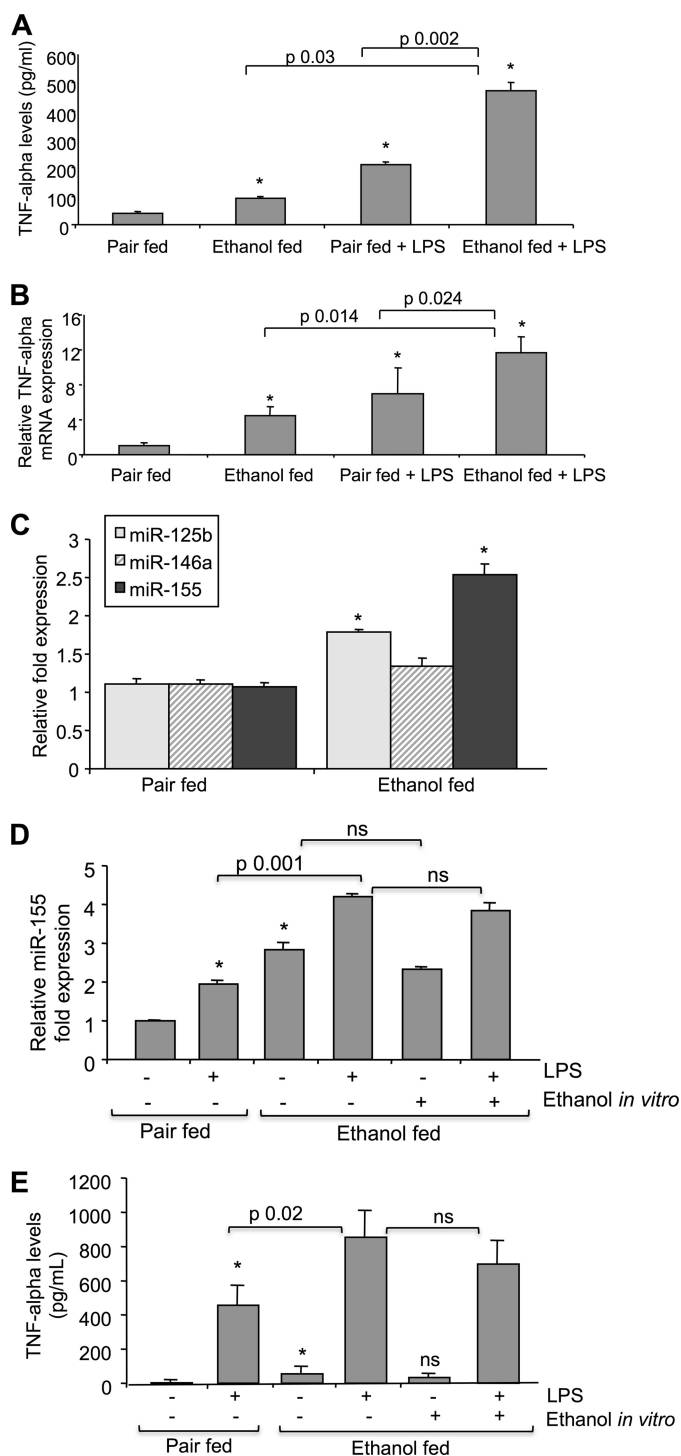 A
TNF-alpha levels (pg/ml)
600
500
400
300
200
100
0
p 0.002
p 0.03
*
*
*
Pair fed
Ethanol fed
Pair fed + LPS
Ethanol fed + LPS
B
Relative TNF-alpha
mRNA expression
16
12
8
4
0
p 0.024
p 0.014
*
*
*
Pair fed
Ethanol fed
Pair fed + LPS
Ethanol fed + LPS
C
Relative fold expression
3
2.5
2
1.5
1
0.5
0
miR-125b
miR-146a
miR-155
*
*
Pair fed
Ethanol fed
D
Relative miR-155
fold expression
5
4
3
2
1
0
ns
p 0.001
ns
*
*
- + - + - + LPS
- - - - + + Ethanol in vitro
Pair fed
Ethanol fed
E
TNF-alpha levels
(pg/mL)
1200
1000
800
600
400
200
0
p 0.02
ns
*
*
ns
- + - + - + LPS
- - - - + + Ethanol in vitro
Pair fed
Ethanol fed